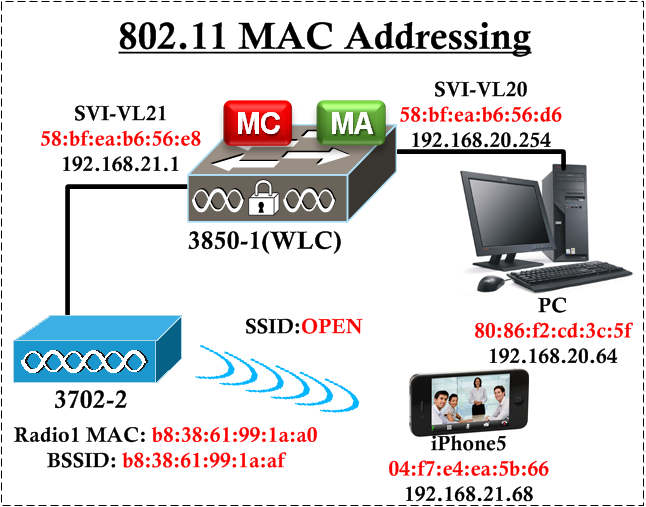 802.11 MAC Addressing
SVI-VL21
58:bf:ea:b6:56:e8
192.168.21.1
MC
MA
SVI-VL20
58:bf:ea:b6:56:d6
192.168.20.254
3850-1(WLC)
PC
80:86:f2:cd:3c:5f
192.168.20.64
SSID:OPEN
3702-2
Radio1 MAC: b8:38:61:99:1a:a0
BSSID: b8:38:61:99:1a:af
iPhone5
04:f7:e4:ea:5b:66
192.168.21.68